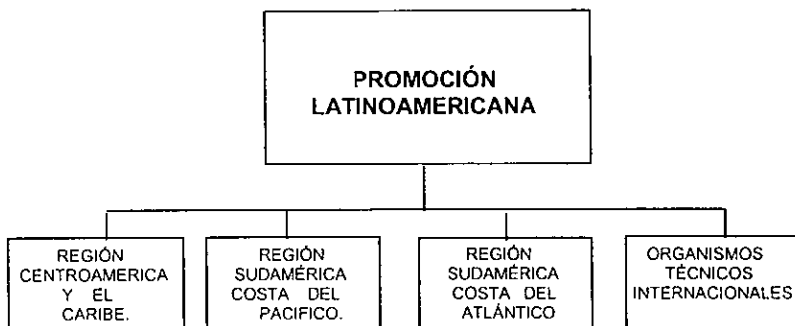 PROMOCIÓN
LATINOAMERICANA
REGIÓN
CENTROAMERICA
Y EL
CARIBE.
REGIÓN
SUDAMÉRICA
COSTA DEL
PACIFICO.
REGIÓN
SUDAMÉRICA
COSTA DEL
ATLÁNTICO
ORGANISMOS
TÉCNICOS
INTERNACIONALES